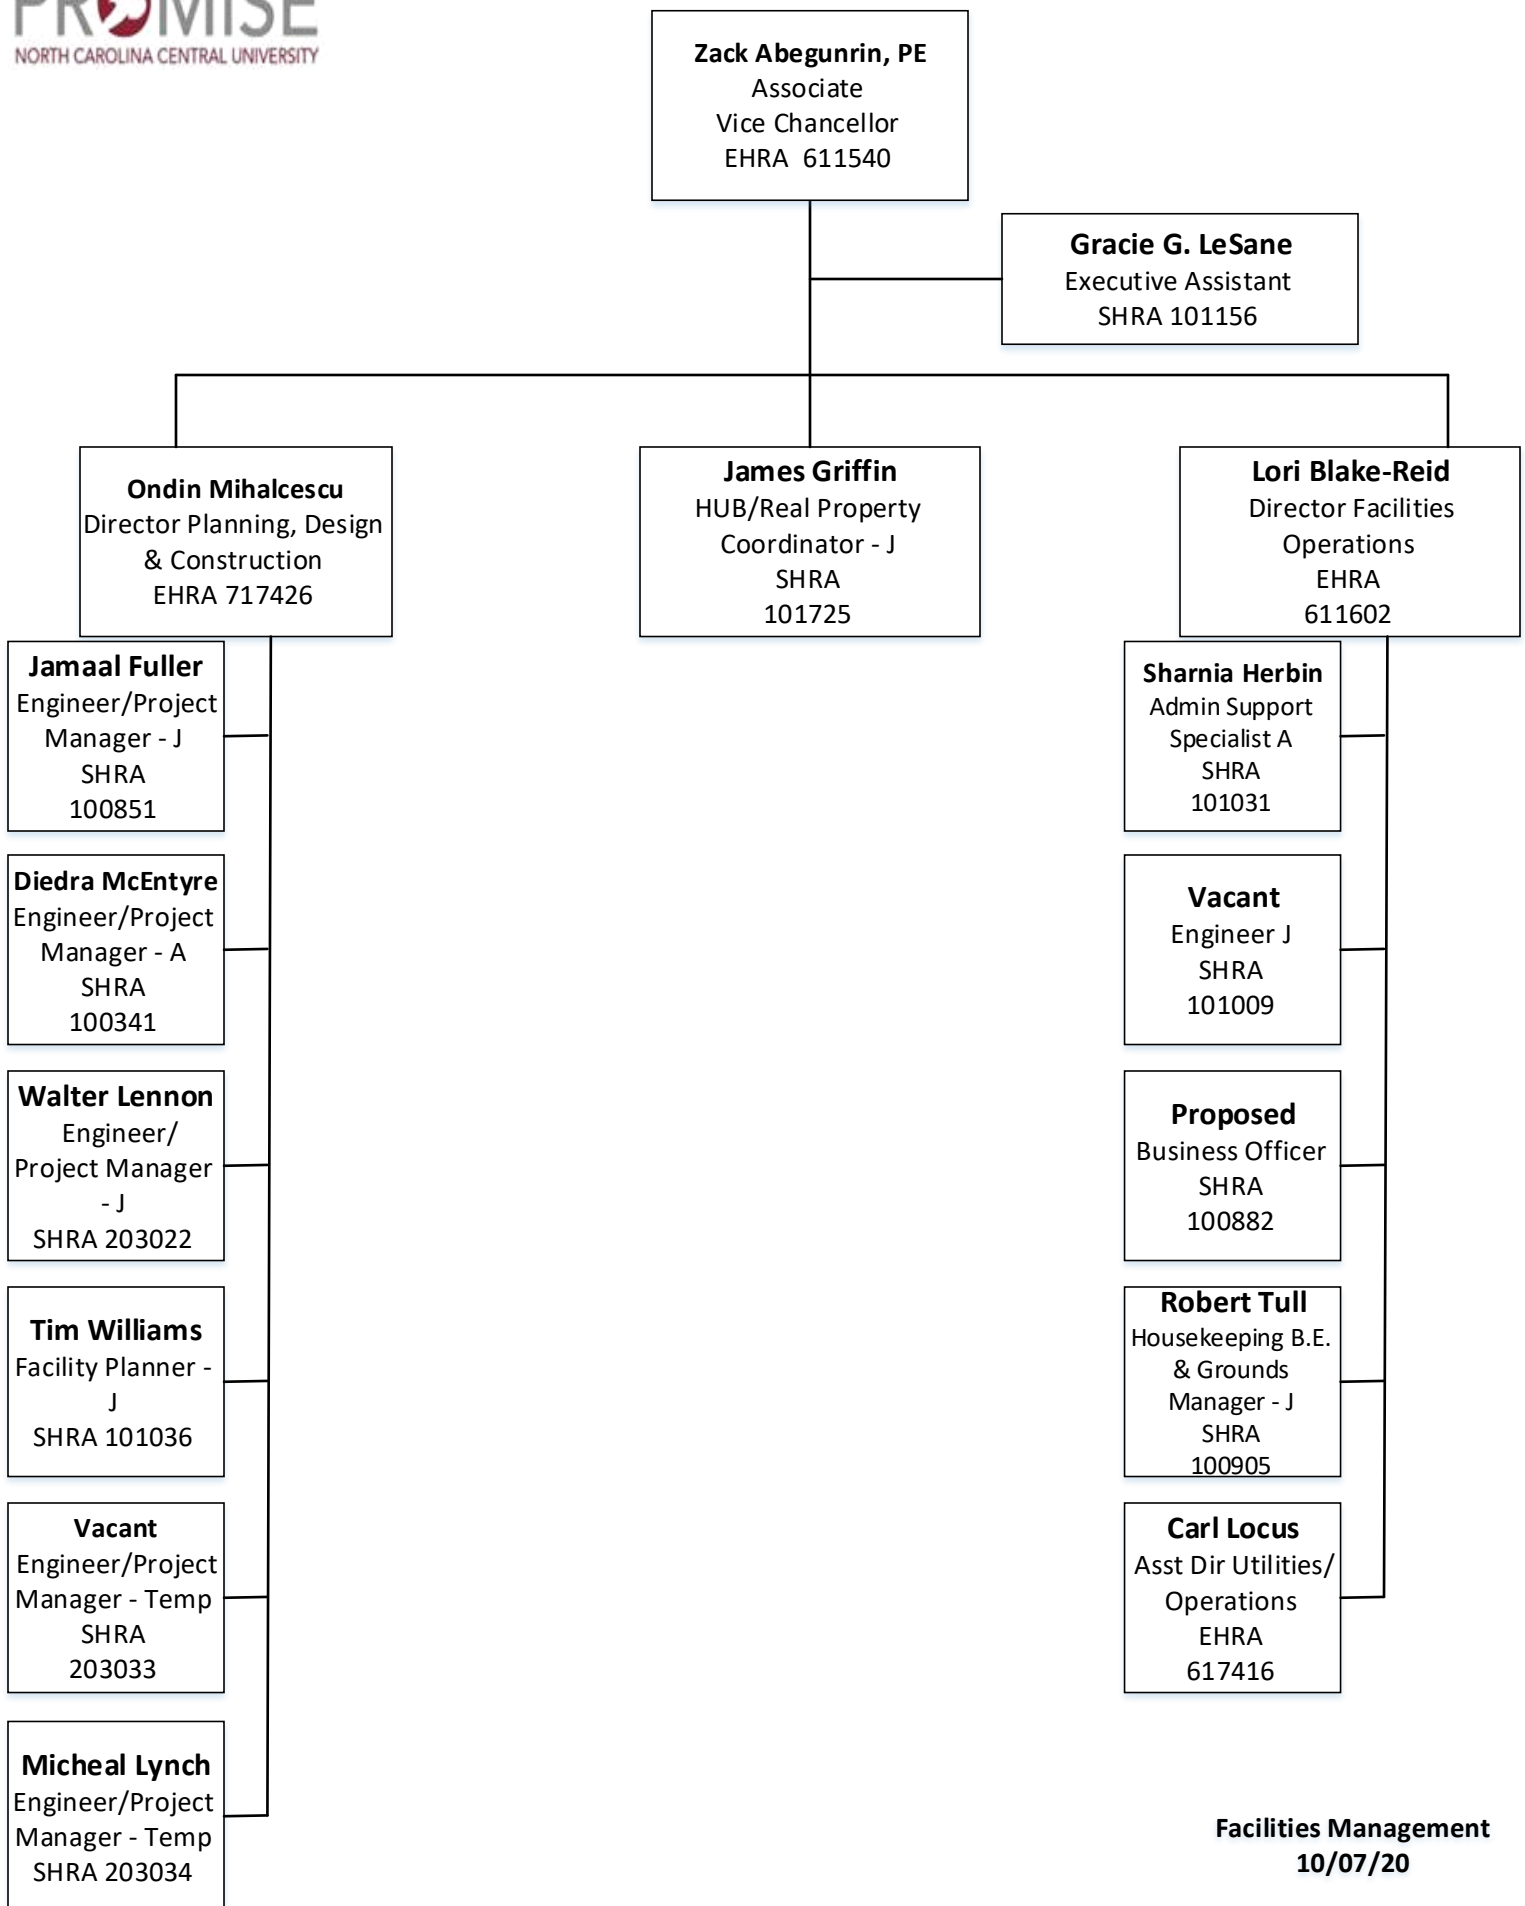 PROMISE
NORTH CAROLINA CENTRAL UNIVERSITY
Zack Abegunrin, PE
Associate
Vice Chancellor
EHRA 611540
Gracie G. LeSane
Executive Assistant
SHRA 101156
Ondin Mihalcescu
Director Planning, Design
& Construction
EHRA 717426
James Griffin
HUB/Real Property
Coordinator - J
SHRA
101725
Lori Blake-Reid
Director Facilities
Operations
EHRA
611602
Jamaal Fuller
Engineer/Project
Manager - J
SHRA
100851
Diedra McEntyre
Engineer/Project
Manager - A
SHRA
100341
Walter Lennon
Engineer/
Project Manager
- J
SHRA 203022
Tim Williams
Facility Planner -
J
SHRA 101036
Vacant
Engineer/Project
Manager - Temp
SHRA
203033
Micheal Lynch
Engineer/Project
Manager - Temp
SHRA 203034
Sharnia Herbin
Admin Support
Specialist A
SHRA
101031
Vacant
Engineer J
SHRA
101009
Proposed
Business Officer
SHRA
100882
Robert Tull
Housekeeping B.E.
& Grounds
Manager - J
SHRA
100905
Carl Locus
Asst Dir Utilities/
Operations
EHRA
617416
Facilities Management
10/07/20